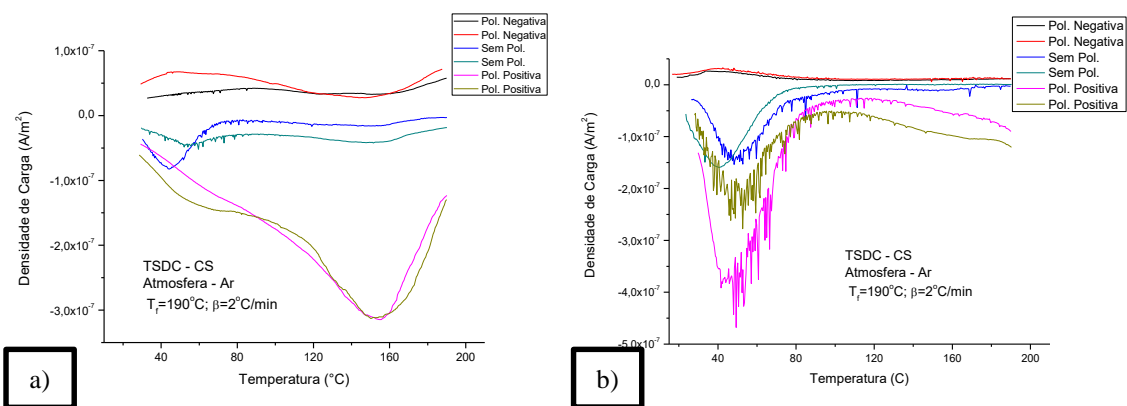 Pol. Negativa
Pol. Negativa
Sem Pol.
Sem Pol.
Pol. Positiva
Pol. Positiva
1,0x10⁻⁷
0,0
-1,0x10⁻⁷
-2,0x10⁻⁷
-3,0x10⁻⁷
Densidade de Carga (A/m²)
TSDC - CS
Atmosfera - Ar
T_f=190°C; β=2°C/min
40 80 120 160 200
Temperatura (°C)
a)
Pol. Negativa
Pol. Negativa
Sem Pol.
Sem Pol.
Pol. Positiva
Pol. Positiva
0,0
-1,0x10⁻⁷
-2,0x10⁻⁷
-3,0x10⁻⁷
-4,0x10⁻⁷
-5,0x10⁻⁷
Densidade de Carga (A/m²)
TSDC - CS
Atmosfera - Ar
T_f=190°C; β=2°C/min
40 80 120 160 200
Temperatura (C)
b)